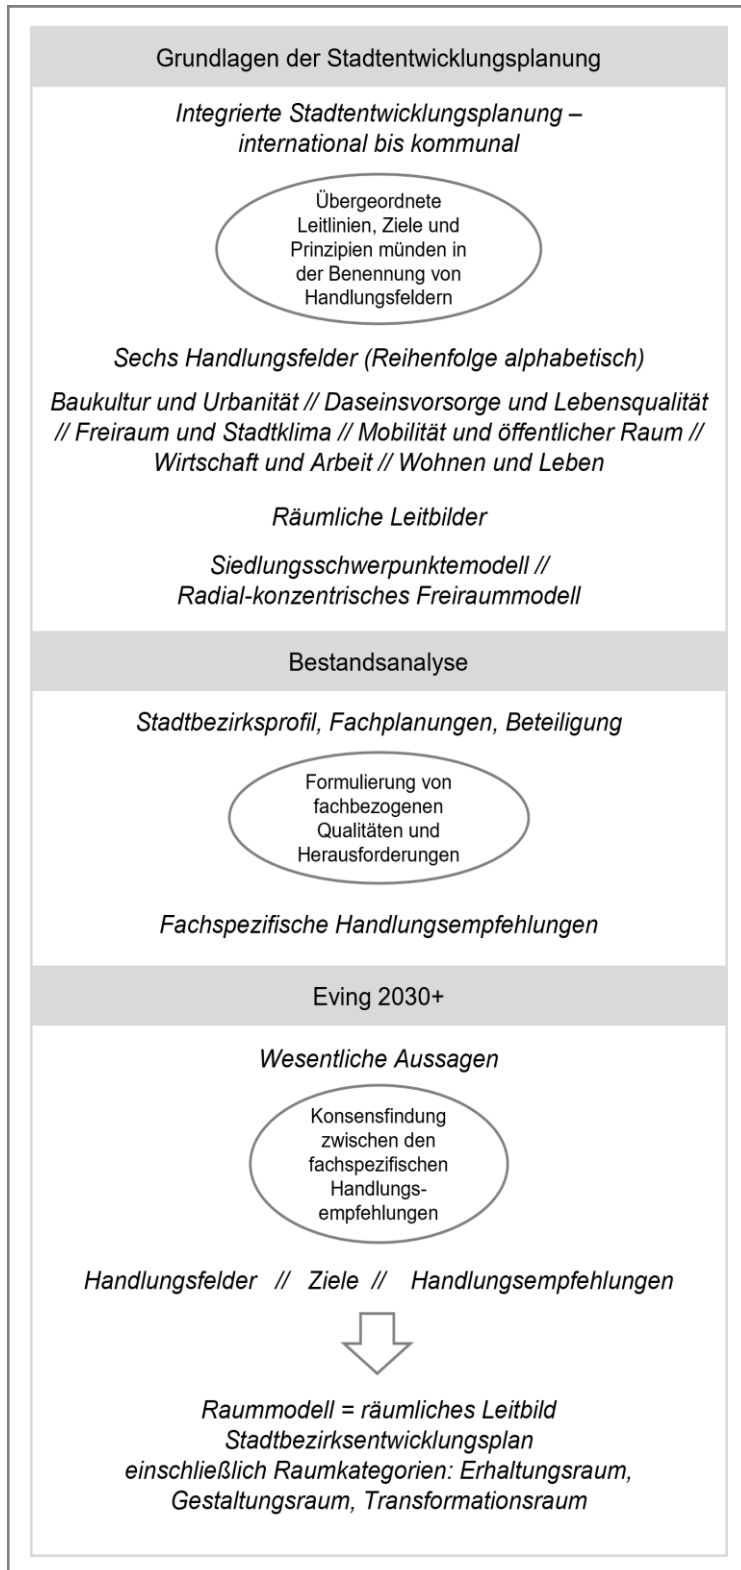 Grundlagen der Stadtentwicklungsplanung
Integrierte Stadtentwicklungsplanung –
international bis kommunal
Übergeordnete
Leitlinien, Ziele und
Prinzipien münden in
der Benennung von
Handlungsfeldern
Sechs Handlungsfelder (Reihenfolge alphabetisch)
Baukultur und Urbanität // Daseinsvorsorge und Lebensqualität
// Freiraum und Stadtklima // Mobilität und öffentlicher Raum //
Wirtschaft und Arbeit // Wohnen und Leben
Räumliche Leitbilder
Siedlungsschwerpunktemodell //
Radial-konzentrisches Freiraummodell
Bestandsanalyse
Stadtbezirksprofil, Fachplanungen, Beteiligung
Formulierung von
fachbezogenen
Qualitäten und
Herausforderungen
Fachspezifische Handlungsempfehlungen
Eving 2030+
Wesentliche Aussagen
Konsensfindung
zwischen den
fachspezifischen
Handlungs-
empfehlungen
Handlungsfelder // Ziele // Handlungsempfehlungen
Raummodell = räumliches Leitbild
Stadtbezirksentwicklungsplan
einschließlich Raumkategorien: Erhaltungsraum,
Gestaltungsraum, Transformationsraum